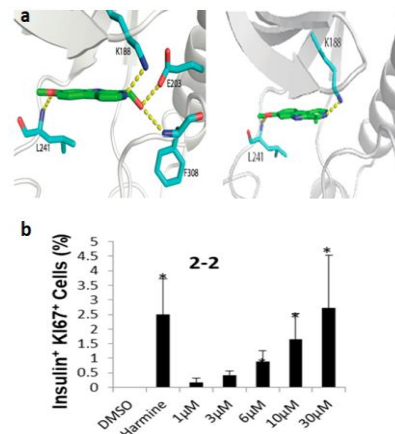 a
K188
E203
L241
F308
K188
L241
b
2-2
Insulin⁺ KI67⁺ Cells (%)
5
4.5
4
3.5
3
2.5
2
1.5
1
0.5
0
*
*
*
*
DMSO
Harmine
1µM
3µM
6µM
10µM
30µM